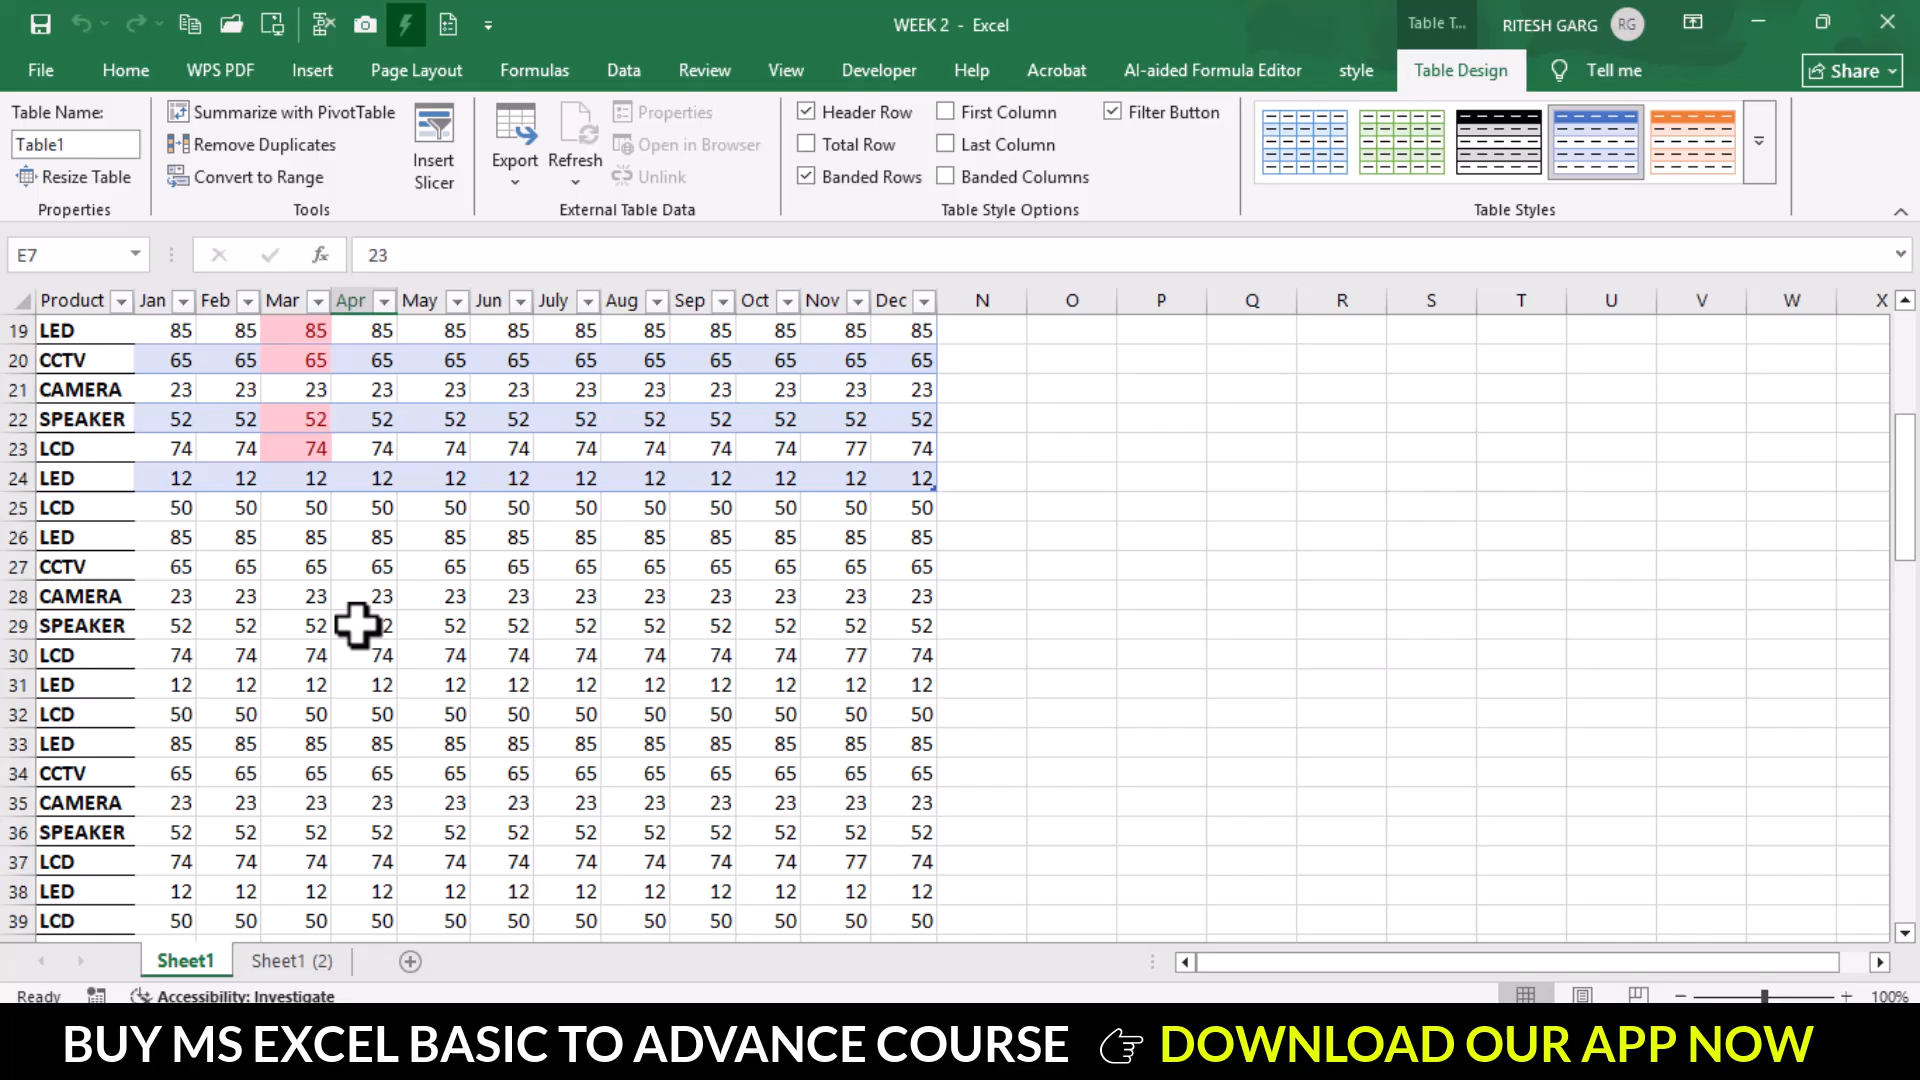 WEEK 2 - Excel
Table T...
RITESH GARG
RG
File Home WPS PDF Insert Page Layout Formulas Data Review View Developer Help Acrobat AI-aided Formula Editor style Table Design Tell me Share
Table Name:
Table1
Resize Table
Properties
Summarize with PivotTable
Remove Duplicates
Convert to Range
Tools
Insert
Slicer
Export
Refresh
Properties
Open in Browser
Unlink
External Table Data
Header Row
Total Row
Banded Rows
First Column
Last Column
Banded Columns
Filter Button
Table Style Options
Table Styles
E7
fx
23
Product Jan Feb Mar Apr May Jun July Aug Sep Oct Nov Dec N O P Q R S T U V W X
19 LED 85 85 85 85 85 85 85 85 85 85 85 85
20 CCTV 65 65 65 65 65 65 65 65 65 65 65 65
21 CAMERA 23 23 23 23 23 23 23 23 23 23 23 23
22 SPEAKER 52 52 52 52 52 52 52 52 52 52 52 52
23 LCD 74 74 74 74 74 74 74 74 74 74 77 74
24 LED 12 12 12 12 12 12 12 12 12 12 12 12
25 LCD 50 50 50 50 50 50 50 50 50 50 50 50
26 LED 85 85 85 85 85 85 85 85 85 85 85 85
27 CCTV 65 65 65 65 65 65 65 65 65 65 65 65
28 CAMERA 23 23 23 23 23 23 23 23 23 23 23 23
29 SPEAKER 52 52 52 2 52 52 52 52 52 52 52 52
30 LCD 74 74 74 74 74 74 74 74 74 74 77 74
31 LED 12 12 12 12 12 12 12 12 12 12 12 12
32 LCD 50 50 50 50 50 50 50 50 50 50 50 50
33 LED 85 85 85 85 85 85 85 85 85 85 85 85
34 CCTV 65 65 65 65 65 65 65 65 65 65 65 65
35 CAMERA 23 23 23 23 23 23 23 23 23 23 23 23
36 SPEAKER 52 52 52 52 52 52 52 52 52 52 52 52
37 LCD 74 74 74 74 74 74 74 74 74 74 77 74
38 LED 12 12 12 12 12 12 12 12 12 12 12 12
39 LCD 50 50 50 50 50 50 50 50 50 50 50 50
Sheet1 Sheet1 (2)
Ready Accessibility: Investigate 100%
BUY MS EXCEL BASIC TO ADVANCE COURSE DOWNLOAD OUR APP NOW